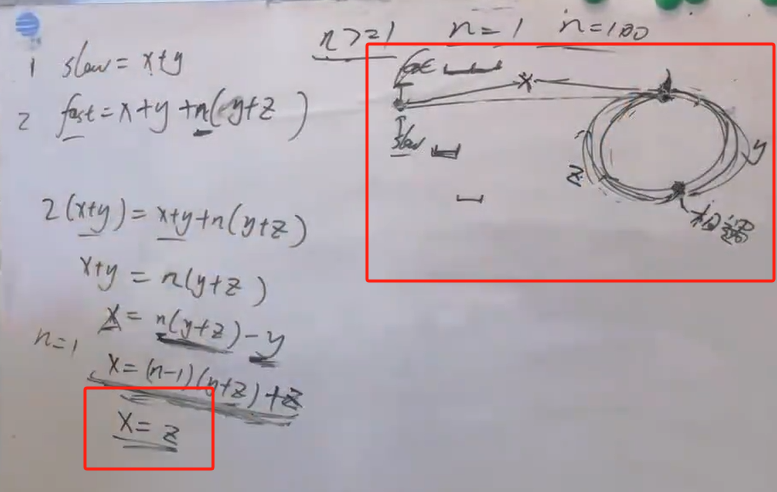 n>=1 n=1 n=100
1 slow = x+y
2 fast = x+y+n(y+z)
2(x+y) = x+y+n(y+z)
x+y = n(y+z)
x = n(y+z)-y
n=1
x=(n-1)(y+z)+z
x=z
fast
x
slow
y
z
相遇